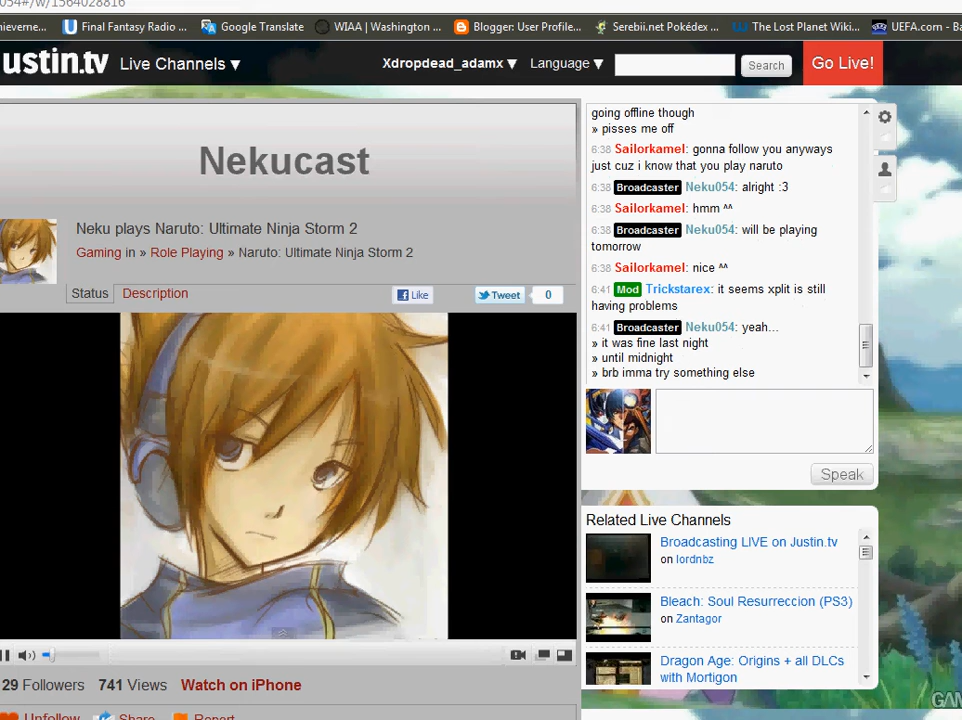 054#/w/1564028816
hieveme... Final Fantasy Radio ... Google Translate WIAA | Washington ... Blogger: User Profile... Serebii.net Pokédex ... The Lost Planet Wiki... UEFA.com - Ba
ustin.tv Live Channels ▼ Xdropdead_adamx ▼ Language ▼ Search Go Live!
Nekucast
Neku plays Naruto: Ultimate Ninja Storm 2
Gaming in » Role Playing » Naruto: Ultimate Ninja Storm 2
Status Description Like Tweet 0
29 Followers 741 Views Watch on iPhone
Unfollow Share Report
going offline though
» pisses me off
6:38 Sailorkamel: gonna follow you anyways
just cuz i know that you play naruto
6:38 Broadcaster Neku054: alright :3
6:38 Sailorkamel: hmm ^^
6:38 Broadcaster Neku054: will be playing
tomorrow
6:38 Sailorkamel: nice ^^
6:41 Mod Trickstarex: it seems xplit is still
having problems
6:41 Broadcaster Neku054: yeah...
» it was fine last night
» until midnight
» brb imma try something else
Speak
Related Live Channels
Broadcasting LIVE on Justin.tv
on lordnbz
Bleach: Soul Resurreccion (PS3)
on Zantagor
Dragon Age: Origins + all DLCs
with Mortigon
GAM